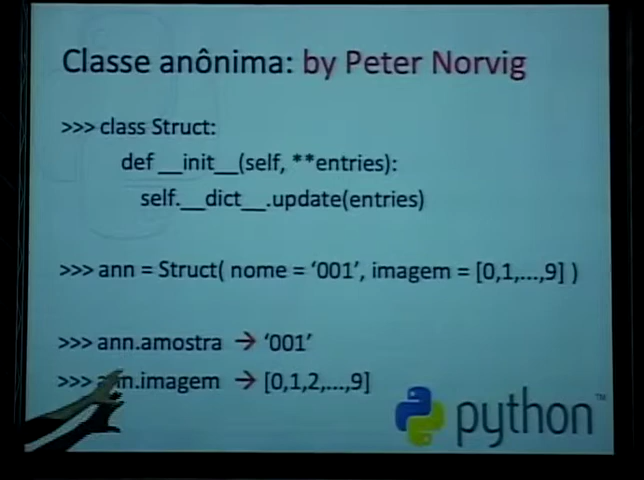 Classe anônima: by Peter Norvig
>>> class Struct:
def __init__(self, **entries):
self.__dict__.update(entries)
>>> ann = Struct( nome = ‘001’, imagem = [0,1,...,9] )
>>> ann.amostra → ‘001’
>>> ann.imagem → [0,1,2,...,9]
python™